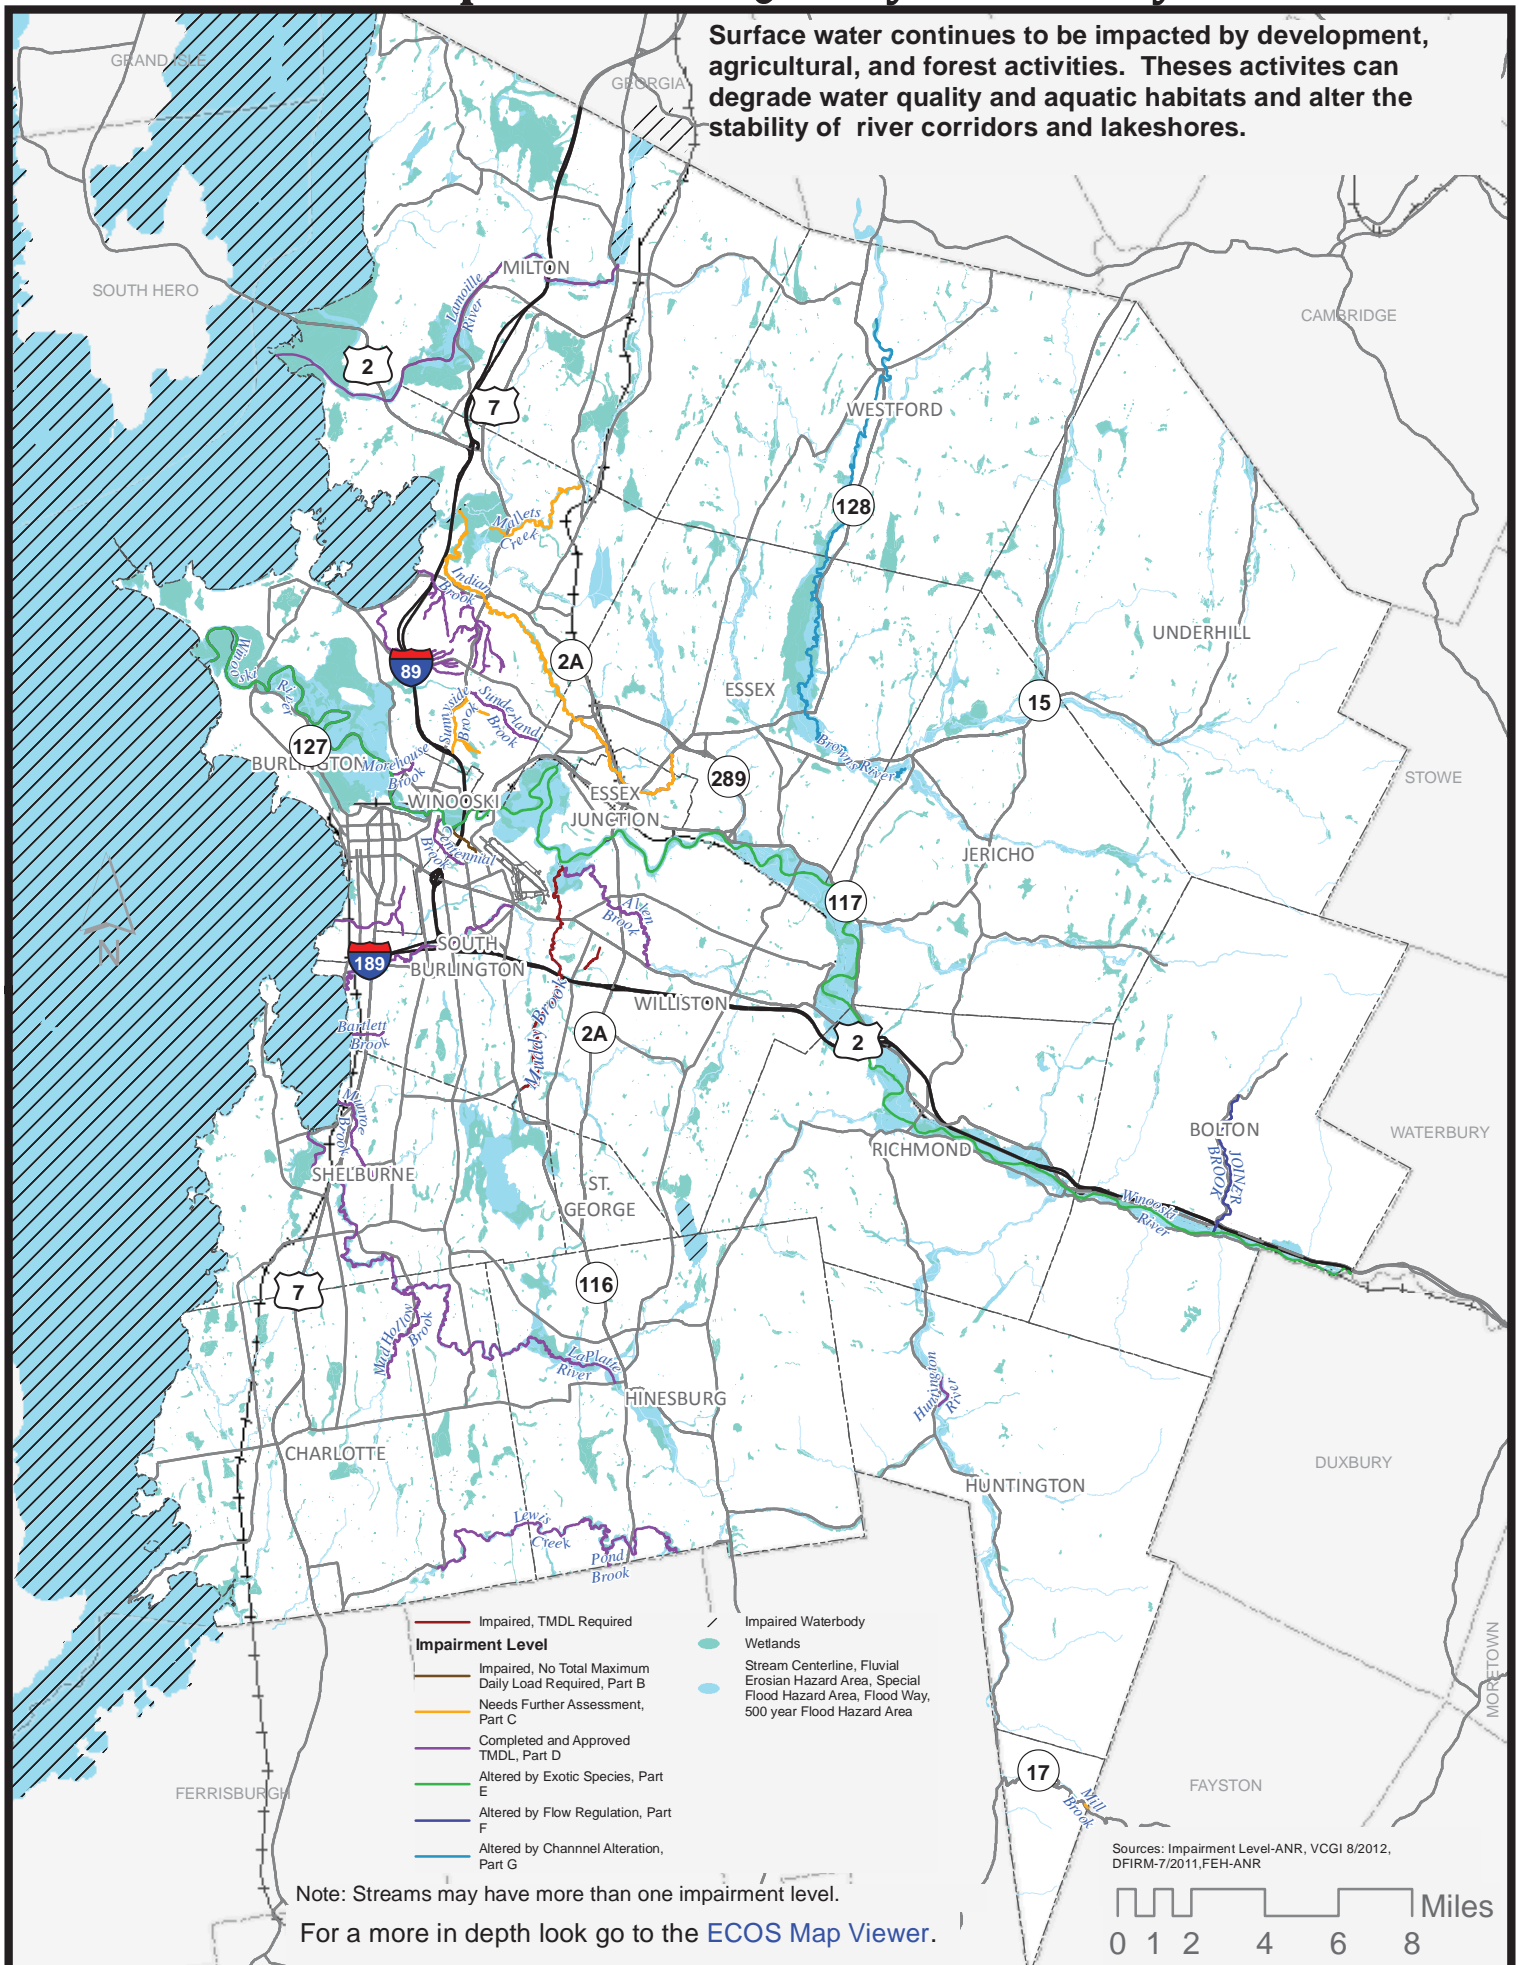 Surface water continues to be impacted by development,
agricultural, and forest activities. Theses activites can
degrade water quality and aquatic habitats and alter the
stability of river corridors and lakeshores.
GRAND ISLE
GEORGIA
SOUTH HERO
MILTON
Lamoille
River
CAMBRIDGE
2
7
WESTFORD
128
Mallets
Creek
Indian
Brook
UNDERHILL
Winoo
ski
River
89
2A
ESSEX
15
Sunnyside
Brook
Sunderland
Brook
127
BURLINGTON
Morehouse
Brook
Browns River
289
STOWE
WINOOSKI
ESSEX
JUNCTION
Centennial
Brook
JERICHO
117
Allen
Brook
N
189
SOUTH
BURLINGTON
WILLISTON
Muddy Brook
Bartlett
Brook
2A
2
Munroe
Brook
BOLTON
JOINER
BROOK
WATERBURY
RICHMOND
SHELBURNE
ST.
GEORGE
Winooski
River
7
116
Mud Hollow
Brook
LaPlatte
River
Huntington
River
HINESBURG
CHARLOTTE
DUXBURY
HUNTINGTON
Lewis
Creek
Pond
Brook
Impaired, TMDL Required
Impairment Level
Impaired, No Total Maximum
Daily Load Required, Part B
Needs Further Assessment,
Part C
Completed and Approved
TMDL, Part D
Altered by Exotic Species, Part
E
Altered by Flow Regulation, Part
F
Altered by Channnel Alteration,
Part G
Impaired Waterbody
Wetlands
Stream Centerline, Fluvial
Erosian Hazard Area, Special
Flood Hazard Area, Flood Way,
500 year Flood Hazard Area
MORETOWN
17
FERRISBURGH
FAYSTON
Mill
Brook
Sources: Impairment Level-ANR, VCGI 8/2012,
DFIRM-7/2011,FEH-ANR
Note: Streams may have more than one impairment level.
For a more in depth look go to the ECOS Map Viewer.
Miles
0 1 2 4 6 8